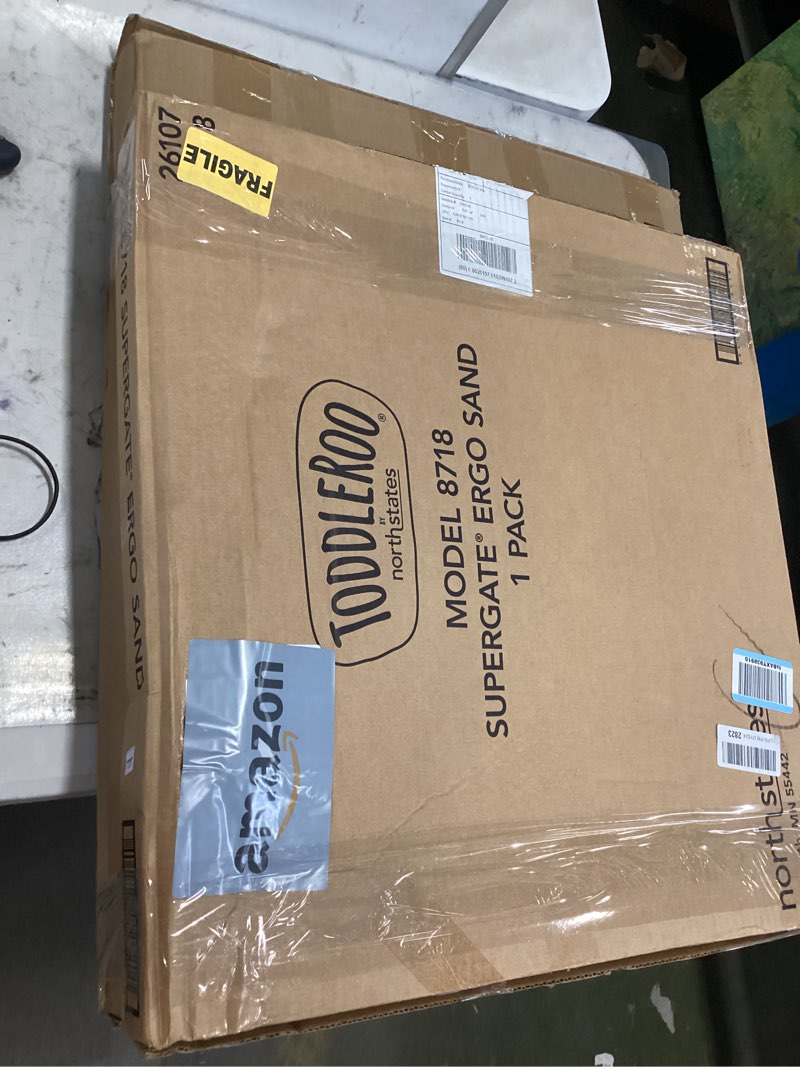 26107
FRAGILE
8718 SUPERGATE® ERGO SAND
TODDLEROO®
BY
northstates
MODEL 8718
SUPERGATE® ERGO SAND
1 PACK
amazon
2823
northstates
MN 55442